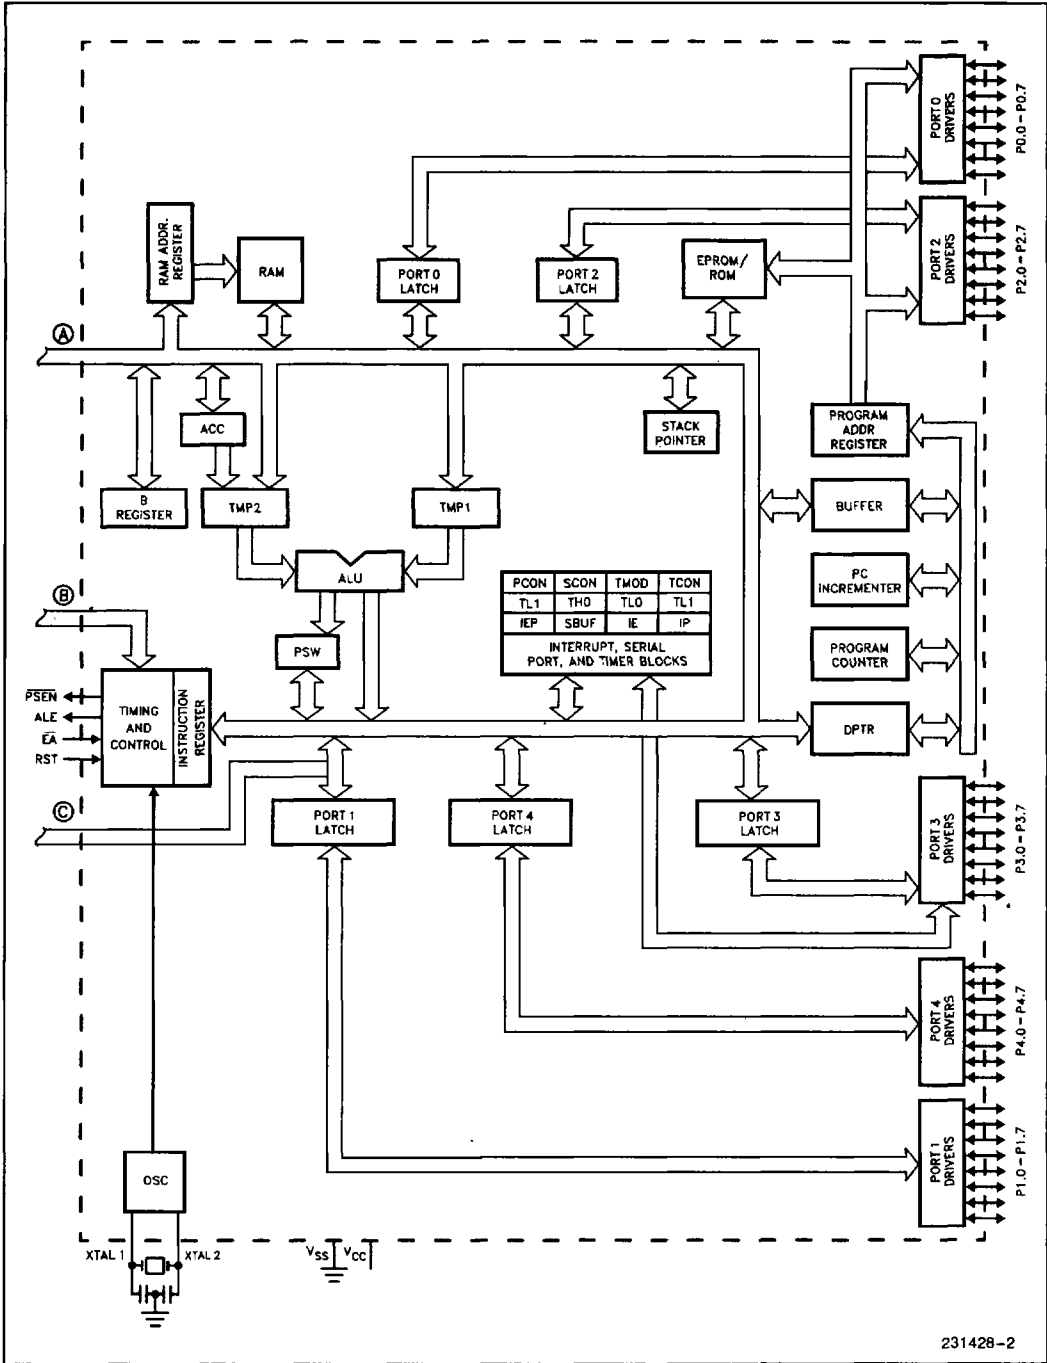 PORT 0
DRIVERS
P0.0–P0.7
RAM ADDR.
REGISTER
RAM
PORT 0
LATCH
PORT 2
LATCH
EPROM/
ROM
PORT 2
DRIVERS
P2.0–P2.7
A
ACC
STACK
POINTER
PROGRAM
ADDR
REGISTER
B
REGISTER
TMP2
TMP1
BUFFER
ALU
PCON SCON TMOD TCON
TL1 TH0 TL0 TL1
IEP SBUF IE IP
INTERRUPT, SERIAL
PORT, AND TIMER BLOCKS
PC
INCREMENTER
B
PSW
PROGRAM
COUNTER
PSEN
ALE
EA
RST
TIMING
AND
CONTROL
INSTRUCTION
REGISTER
DPTR
C
PORT 1
LATCH
PORT 4
LATCH
PORT 3
LATCH
PORT 3
DRIVERS
P3.0–P3.7
PORT 4
DRIVERS
P4.0–P4.7
PORT 1
DRIVERS
P1.0–P1.7
OSC
XTAL 1
XTAL 2
VSS
VCC
231428–2